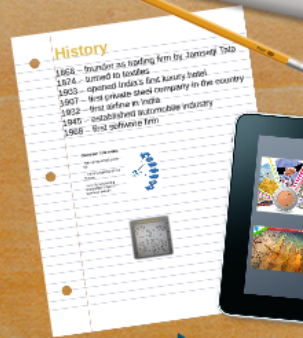 History
1868 – founder as trading firm by Jamsetji Tata
1874 – turned to textiles
1903 – opened India's first luxury hotel
1907 – first private steel company in the country
1932 – first airline in India
1945 – established automobile industry
1968 – first software firm